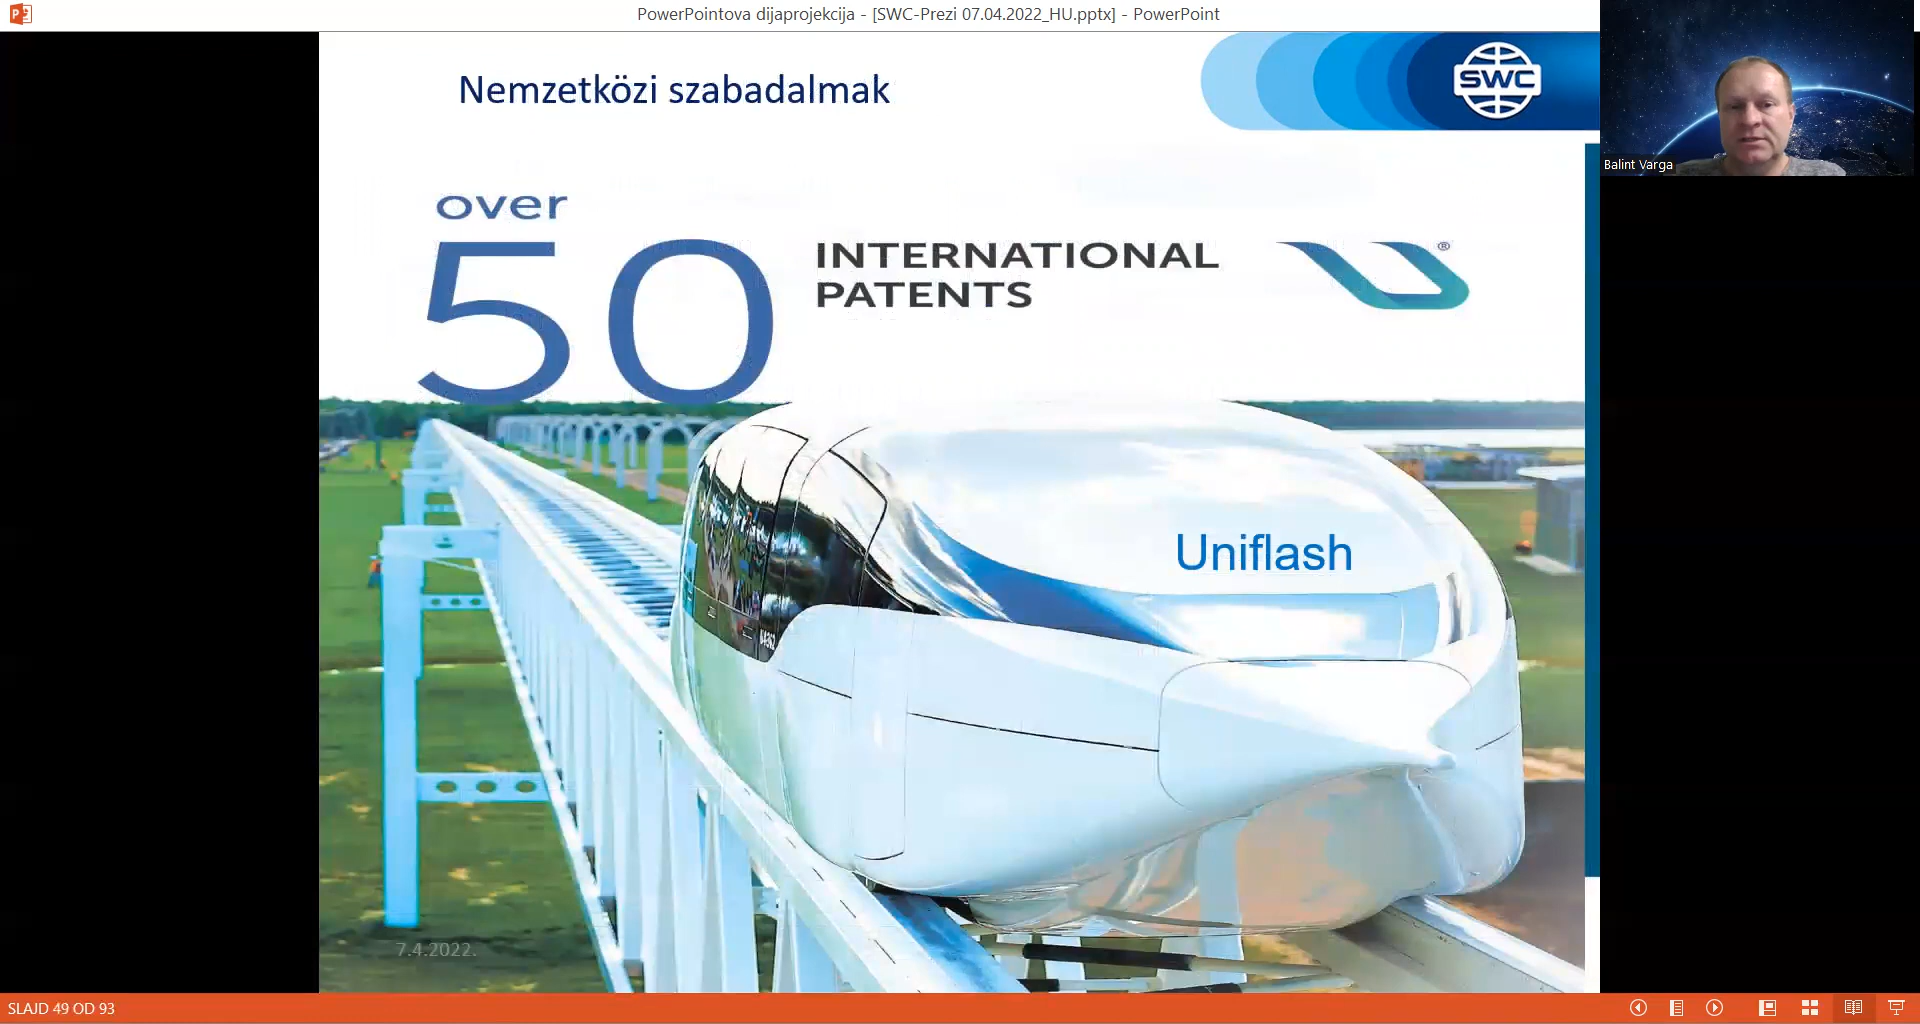 PowerPointova dijaprojekcija - [SWC-Prezi 07.04.2022_HU.pptx] - PowerPoint
Nemzetközi szabadalmak
SWC
Balint Varga
over
50
INTERNATIONAL
PATENTS
®
Uniflash
7.4.2022.
SLAJD 49 OD 93